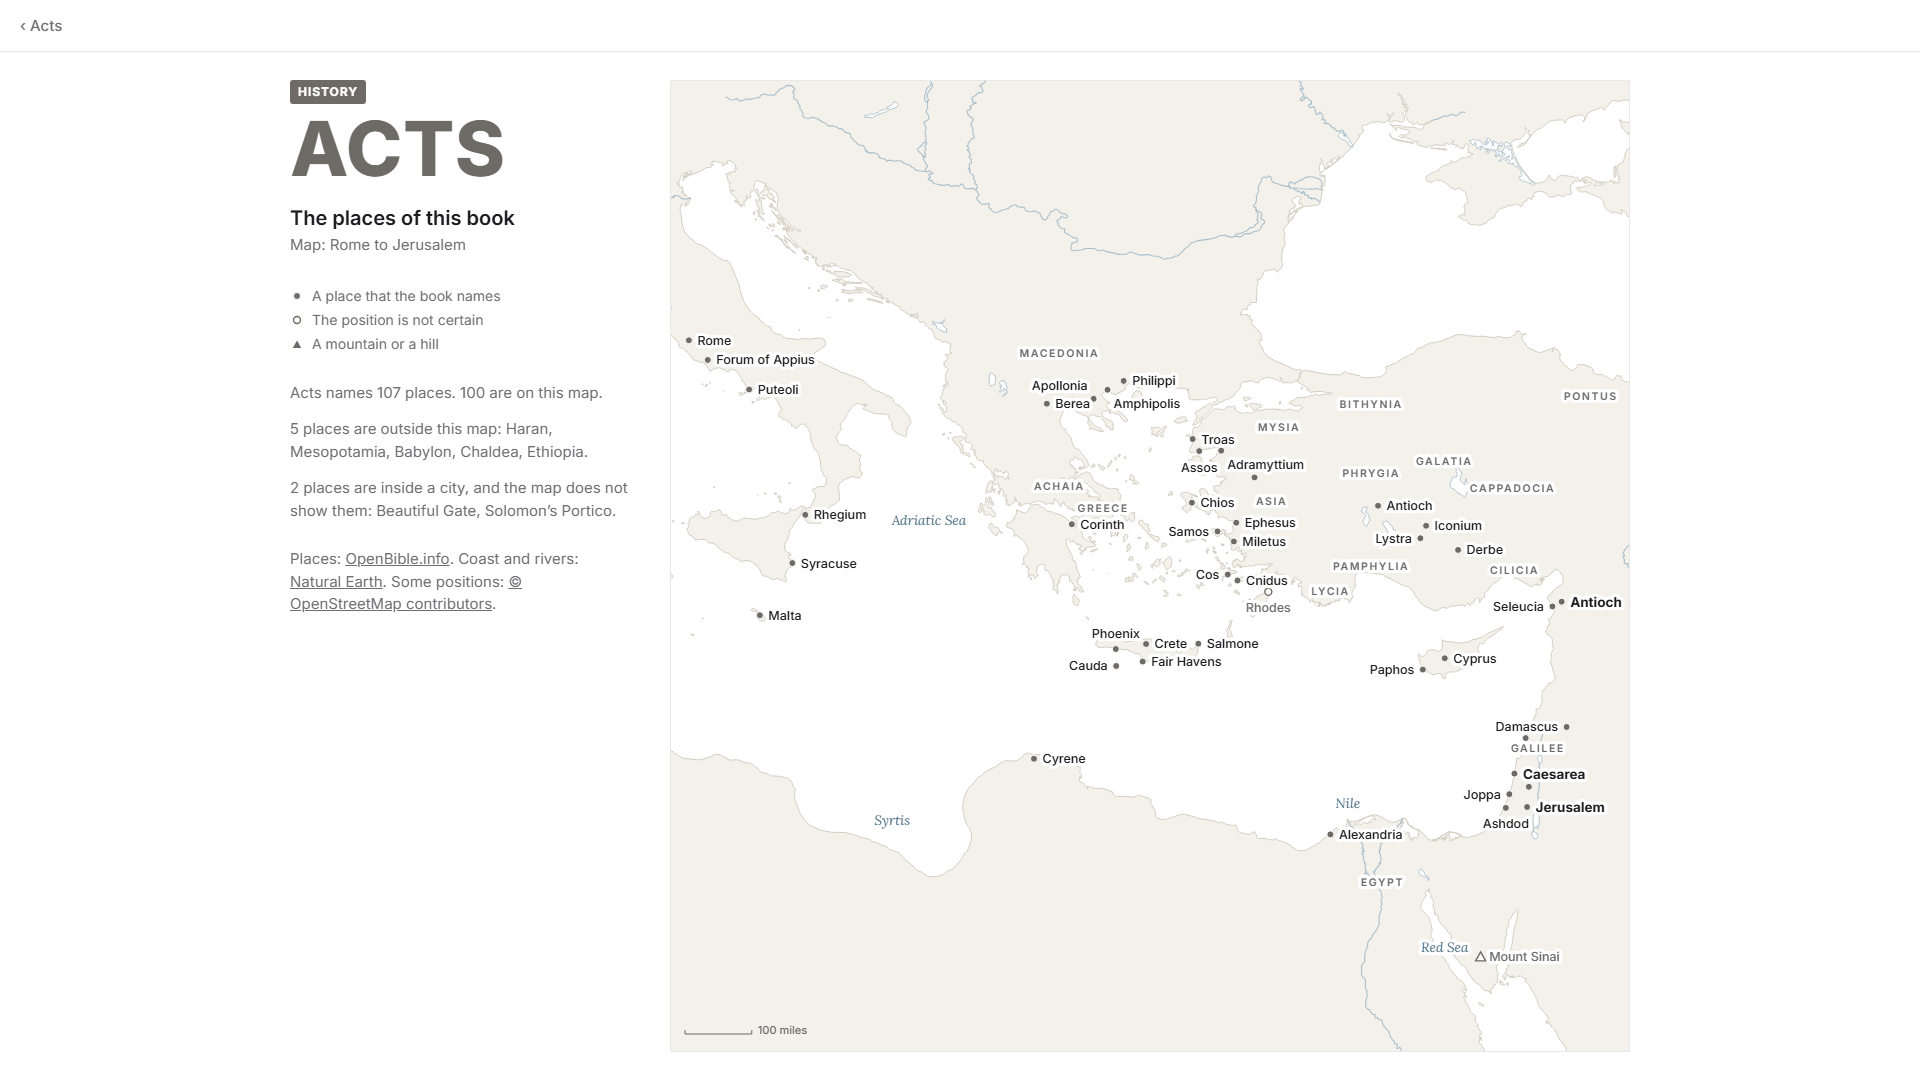 ‹ Acts
HISTORY
ACTS
The places of this book
Map: Rome to Jerusalem
A place that the book names
The position is not certain
A mountain or a hill
Acts names 107 places. 100 are on this map.
5 places are outside this map: Haran,
Mesopotamia, Babylon, Chaldea, Ethiopia.
2 places are inside a city, and the map does not
show them: Beautiful Gate, Solomon’s Portico.
Places: OpenBible.info. Coast and rivers:
Natural Earth. Some positions: ©
OpenStreetMap contributors.
Rome
Forum of Appius
Puteoli
MACEDONIA
Apollonia
Philippi
Berea
Amphipolis
BITHYNIA
PONTUS
MYSIA
Troas
Assos
Adramyttium
PHRYGIA
GALATIA
CAPPADOCIA
ACHAIA
GREECE
Corinth
Chios
ASIA
Antioch
Rhegium
Adriatic Sea
Samos
Ephesus
Miletus
Iconium
Lystra
Derbe
Syracuse
PAMPHYLIA
CILICIA
Cos
Cnidus
LYCIA
Rhodes
Seleucia
Antioch
Malta
Phoenix
Crete
Salmone
Cauda
Fair Havens
Cyprus
Paphos
Damascus
GALILEE
Cyrene
Caesarea
Joppa
Jerusalem
Ashdod
Nile
Syrtis
Alexandria
EGYPT
Red Sea
Mount Sinai
100 miles